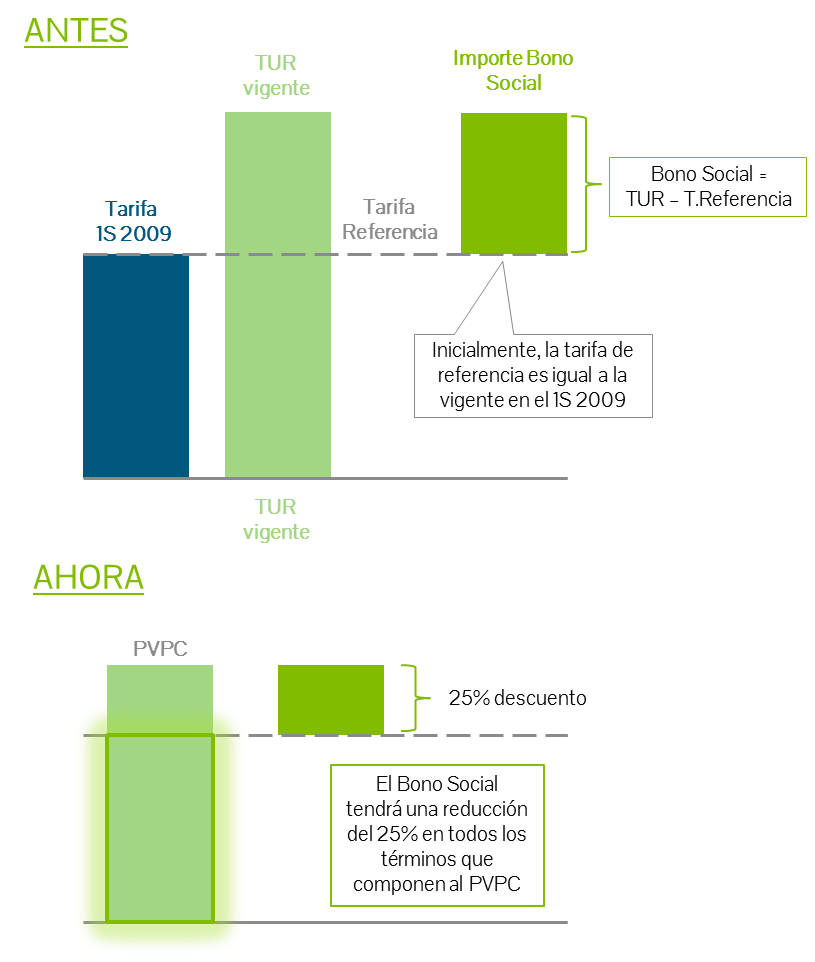 ANTES
TUR
vigente
Importe Bono
Social
Bono Social =
TUR – T.Referencia
Tarifa
1S 2009
Tarifa
Referencia
Inicialmente, la tarifa de
referencia es igual a la
vigente en el 1S 2009
TUR
vigente
AHORA
PVPC
25% descuento
El Bono Social
tendrá una reducción
del 25% en todos los
términos que
componen al PVPC